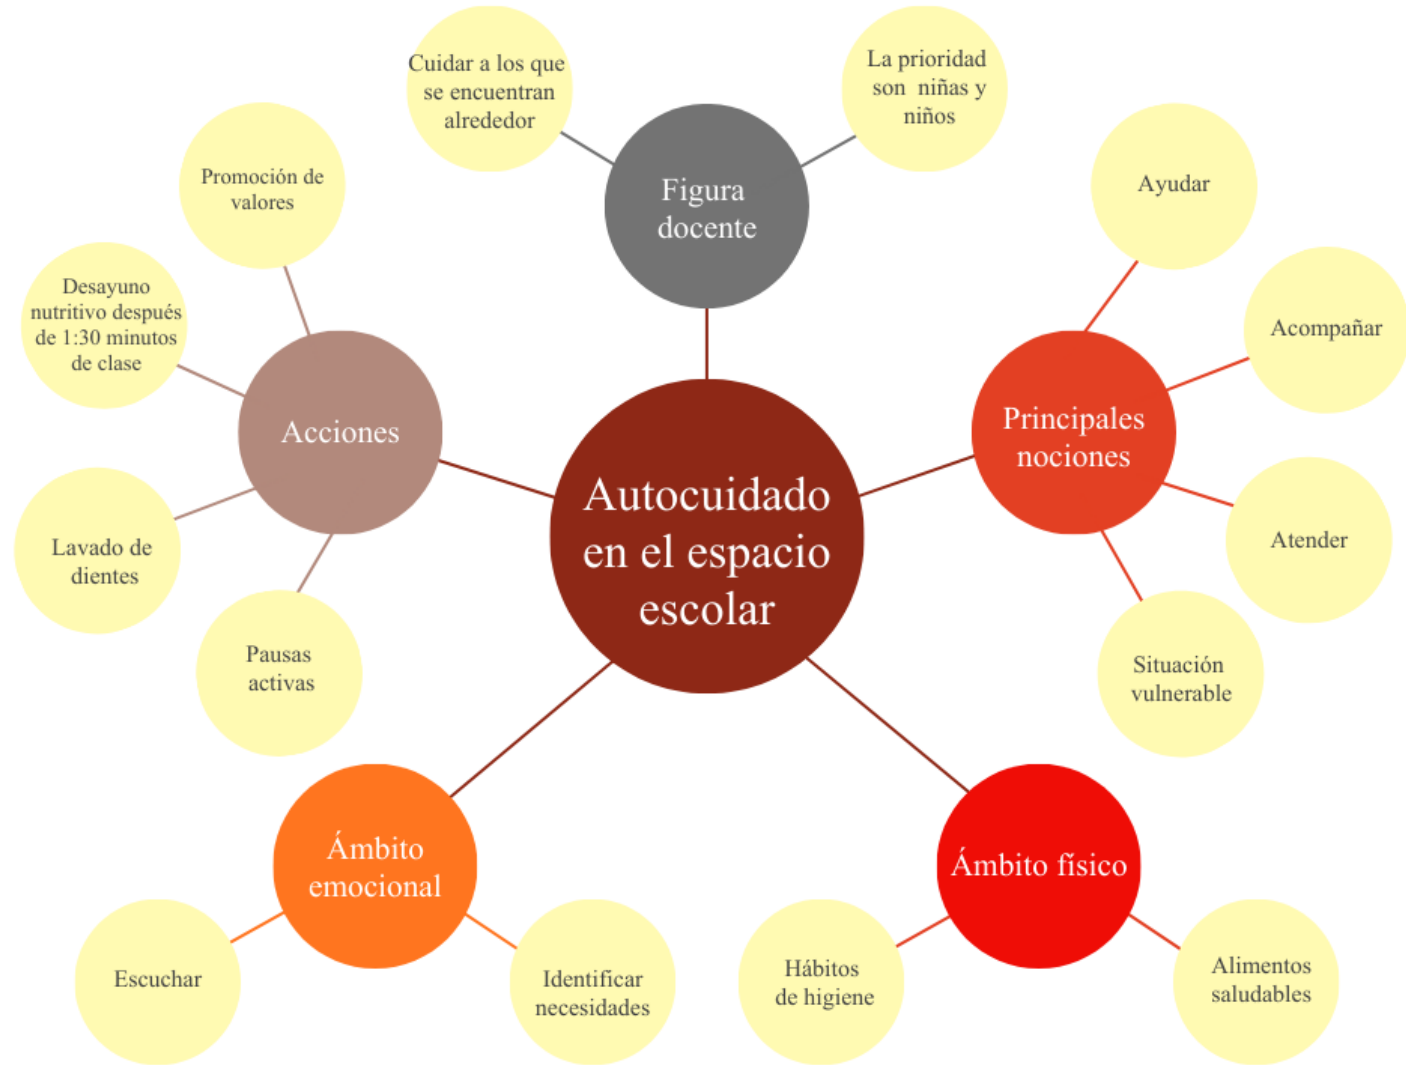 Cuidar a los que
se encuentran
alrededor
La prioridad
son niñas y
niños
Figura
docente
Promoción de
valores
Desayuno
nutritivo después
de 1:30 minutos
de clase
Lavado de
dientes
Pausas
activas
Acciones
Autocuidado
en el espacio
escolar
Principales
nociones
Ayudar
Acompañar
Atender
Situación
vulnerable
Ámbito
emocional
Escuchar
Identificar
necesidades
Ámbito físico
Hábitos
de higiene
Alimentos
saludables